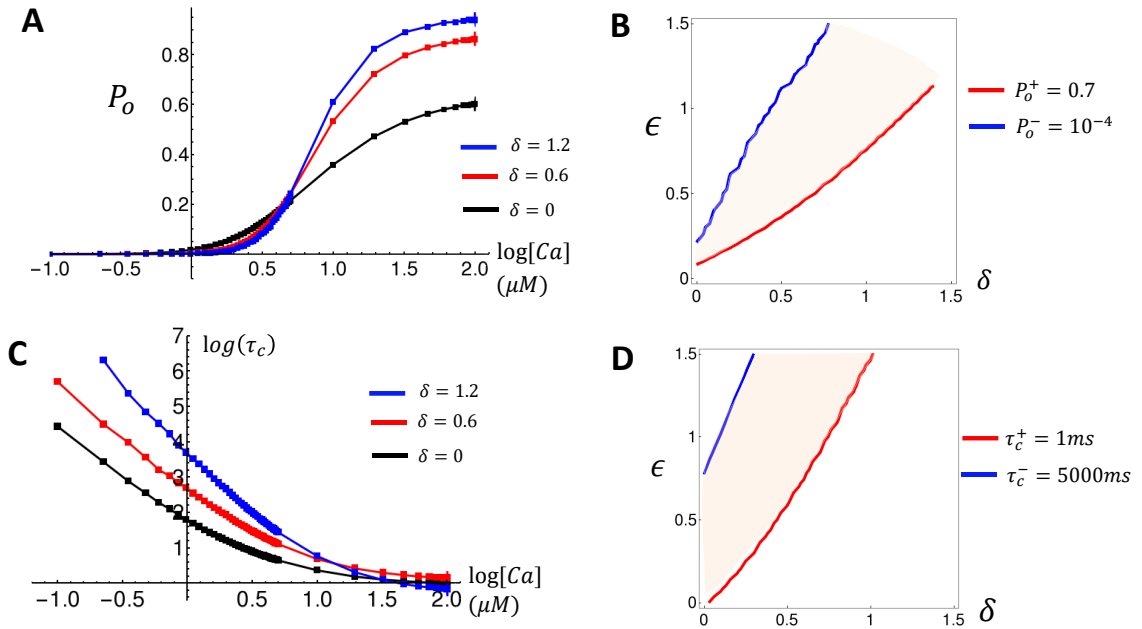 A
P_o
0.8
0.6
0.4
0.2
δ = 1.2
δ = 0.6
δ = 0
−1.0 −0.5 0.0 0.5 1.0 1.5 2.0
log[Ca]
(μM)
B
1.5
1
0.5
0
ϵ
0 0.5 1 1.5
δ
P_o^+ = 0.7
P_o^- = 10^{-4}
C
log(τ_c)
7
6
5
4
3
2
1
δ = 1.2
δ = 0.6
δ = 0
−1.0 −0.5 0.0 0.5 1.0 1.5 2.0
log[Ca]
(μM)
D
1.5
1
0.5
0
ϵ
0 0.5 1 1.5
δ
τ_c^+ = 1ms
τ_c^- = 5000ms